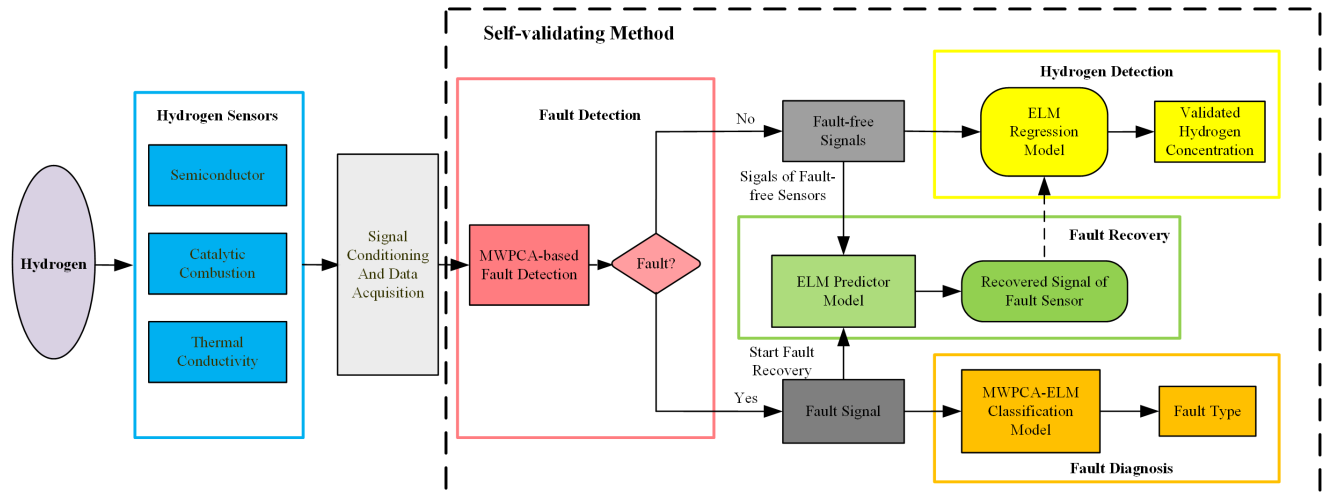 Self-validating Method
Hydrogen
Hydrogen Sensors
Semiconductor
Catalytic
Combustion
Thermal
Conductivity
Signal
Conditioning
And Data
Acquisition
Fault Detection
MWPCA-based
Fault Detection
Fault?
No
Yes
Fault-free
Signals
Sigals of Fault-
free Sensors
Hydrogen Detection
ELM
Regression
Model
Validated
Hydrogen
Concentration
Fault Recovery
ELM Predictor
Model
Recovered Signal of
Fault Sensor
Start Fault
Recovery
Fault Signal
MWPCA-ELM
Classification
Model
Fault Type
Fault Diagnosis